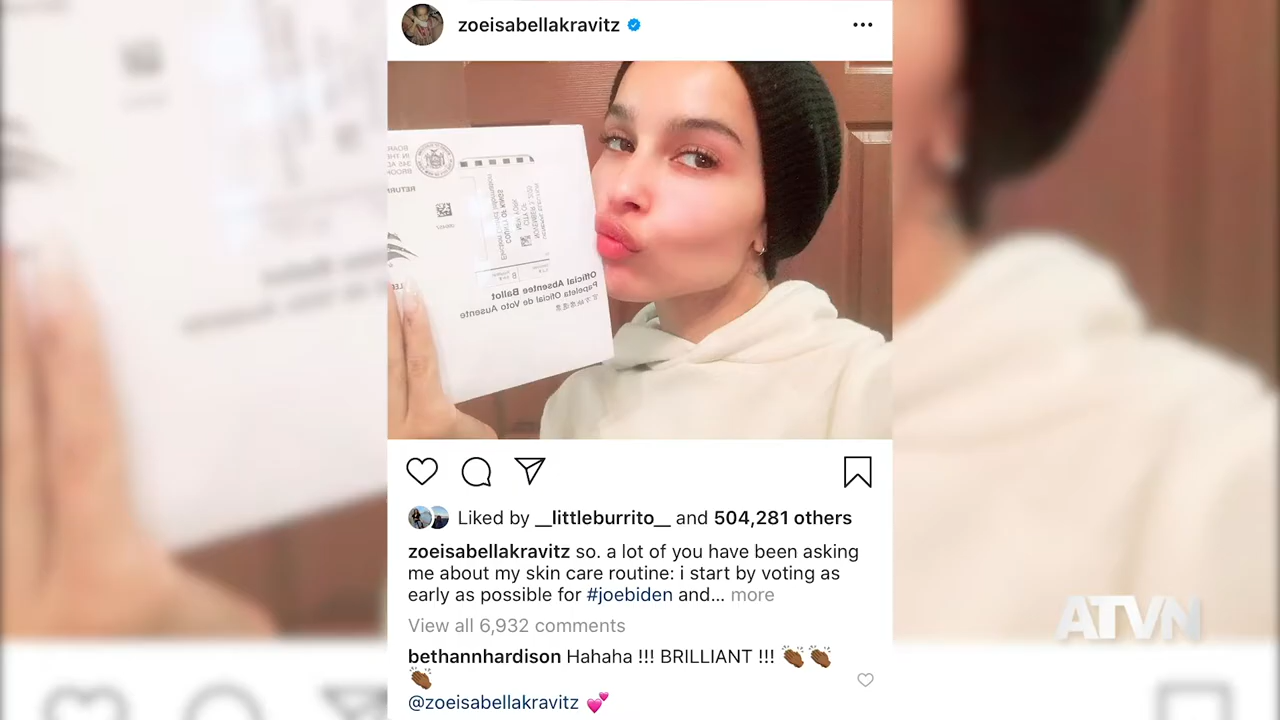 zoeisabellakravitz
Official Absentee Ballot
Papeleta Oficial de Voto Ausente
Liked by __littleburrito__ and 504,281 others
zoeisabellakravitz so. a lot of you have been asking
me about my skin care routine: i start by voting as
early as possible for #joebiden and... more
View all 6,932 comments
bethannhardison Hahaha !!! BRILLIANT !!! 👏🏾👏🏾
👏🏾
@zoeisabellakravitz 💕
ATVN